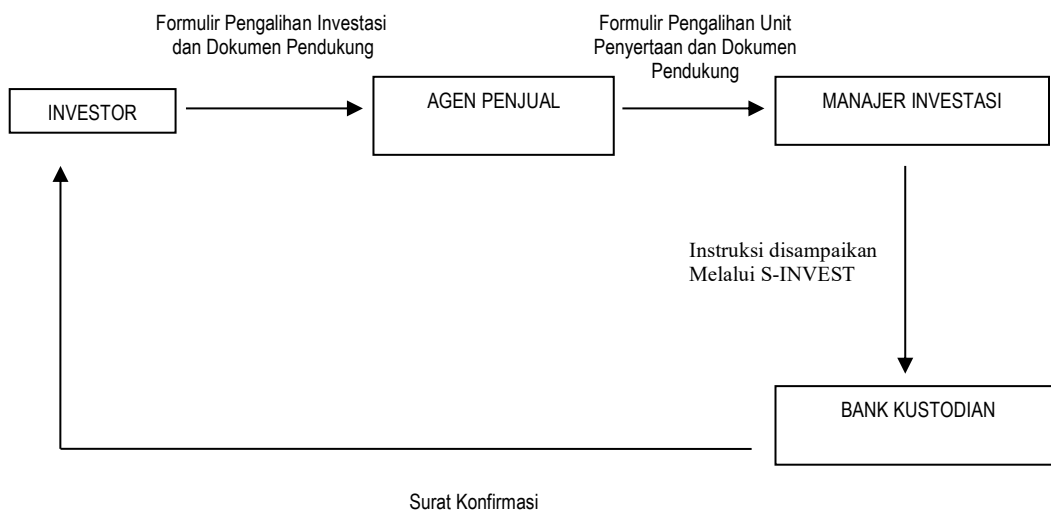 Formulir Pengalihan Investasi
dan Dokumen Pendukung
Formulir Pengalihan Unit
Penyertaan dan Dokumen
Pendukung
INVESTOR
AGEN PENJUAL
MANAJER INVESTASI
Instruksi disampaikan
Melalui S-INVEST
BANK KUSTODIAN
Surat Konfirmasi